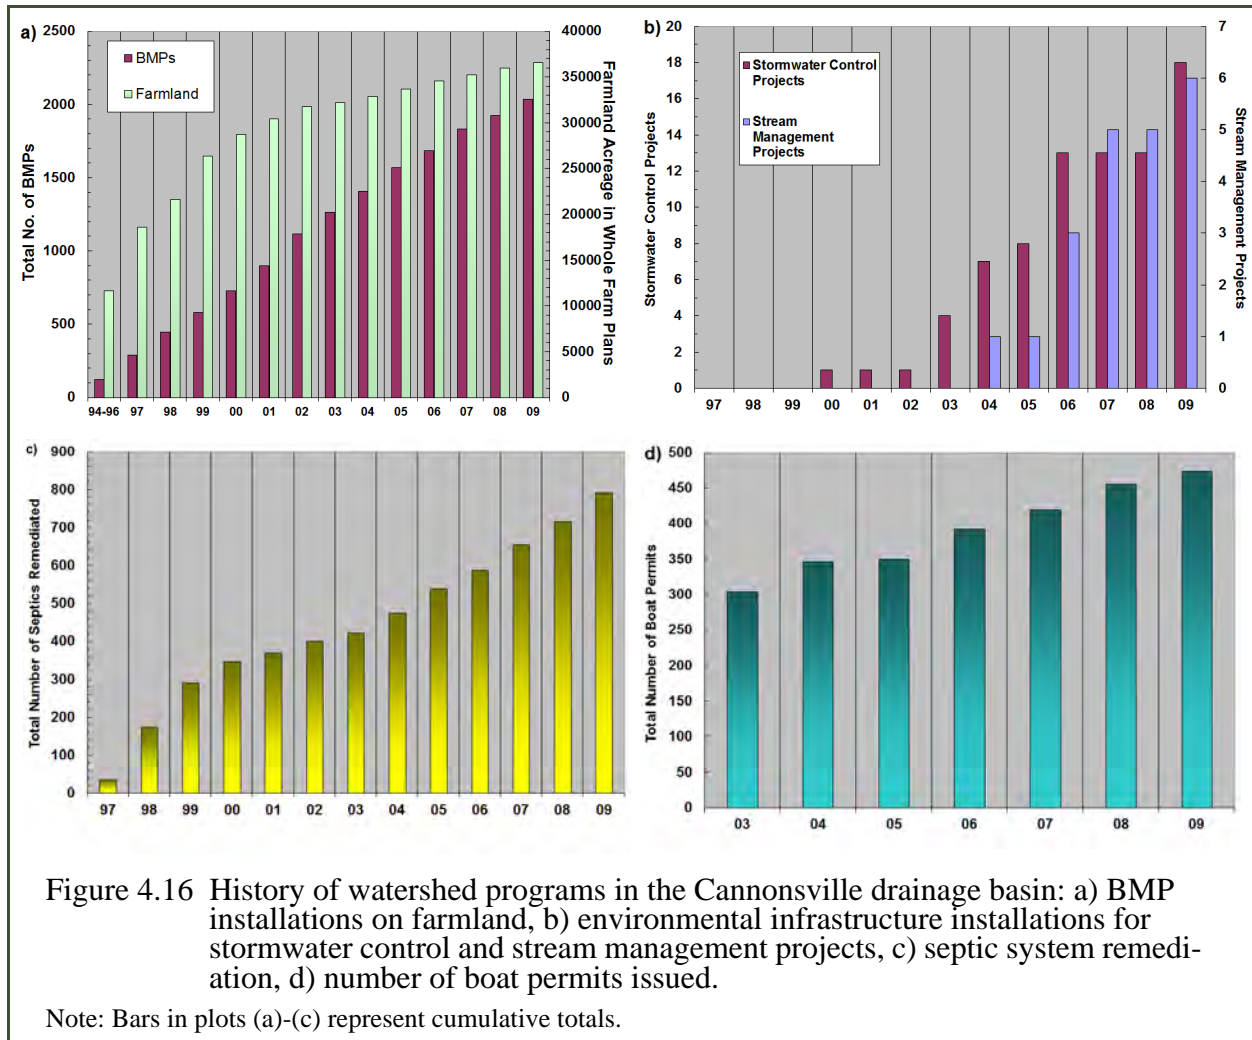 a)
2500
2000
1500
1000
500
0
Total No. of BMPs
BMPs
Farmland
40000
35000
30000
25000
20000
15000
10000
5000
0
Farmland Acreage in Whole Farm Plans
94-96 97 98 99 00 01 02 03 04 05 06 07 08 09
b)
20
18
16
14
12
10
8
6
4
2
0
Stormwater Control Projects
Stormwater Control
Projects
Stream
Management
Projects
7
6
5
4
3
2
1
0
Stream Management Projects
97 98 99 00 01 02 03 04 05 06 07 08 09
c)
900
800
700
600
500
400
300
200
100
0
Total Number of Septics Remediated
97 98 99 00 01 02 03 04 05 06 07 08 09
d)
500
450
400
350
300
250
200
150
100
50
0
Total Number of Boat Permits
03 04 05 06 07 08 09
Figure 4.16 History of watershed programs in the Cannonsville drainage basin: a) BMP
installations on farmland, b) environmental infrastructure installations for
stormwater control and stream management projects, c) septic system remedi-
ation, d) number of boat permits issued.
Note: Bars in plots (a)-(c) represent cumulative totals.